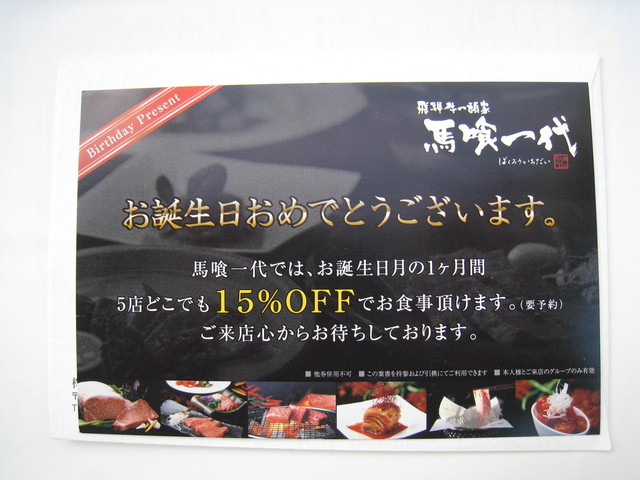 Birthday Present
飛騨牛一頭家
馬喰一代
ばくろういちだい
お誕生日おめでとうございます。
馬喰一代では、お誕生日月の1ヶ月間
5店どこでも15%OFFでお食事頂けます。(要予約)
ご来店心からお待ちしております。
■ 他券併用不可 ■ この葉書を持参および引換にてご利用できます ■ 本人様とご来店のグループのみ有効